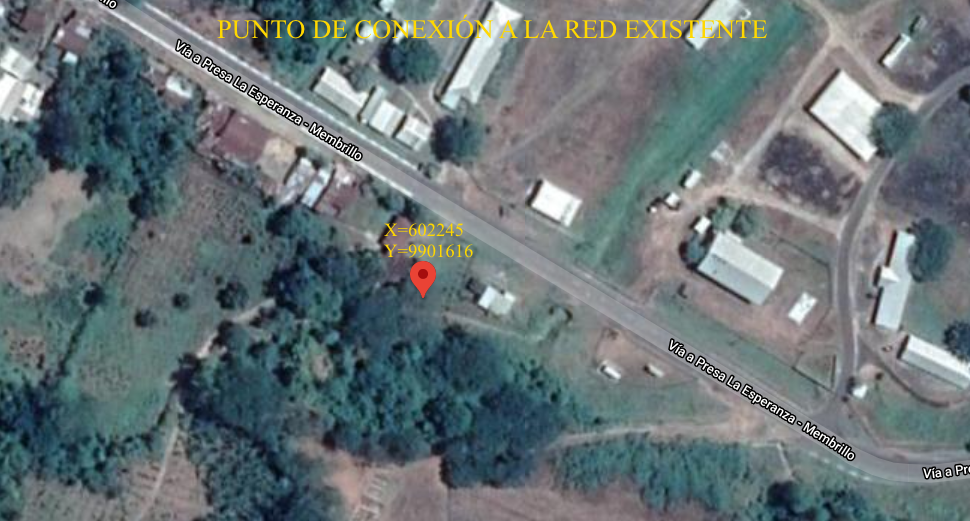 llo
PUNTO DE CONEXIÓN A LA RED EXISTENTE
Vía a Presa La Esperanza - Membrillo
X=602245
Y=9901616
Vía a Presa La Esperanza - Membrillo
Vía a Pre